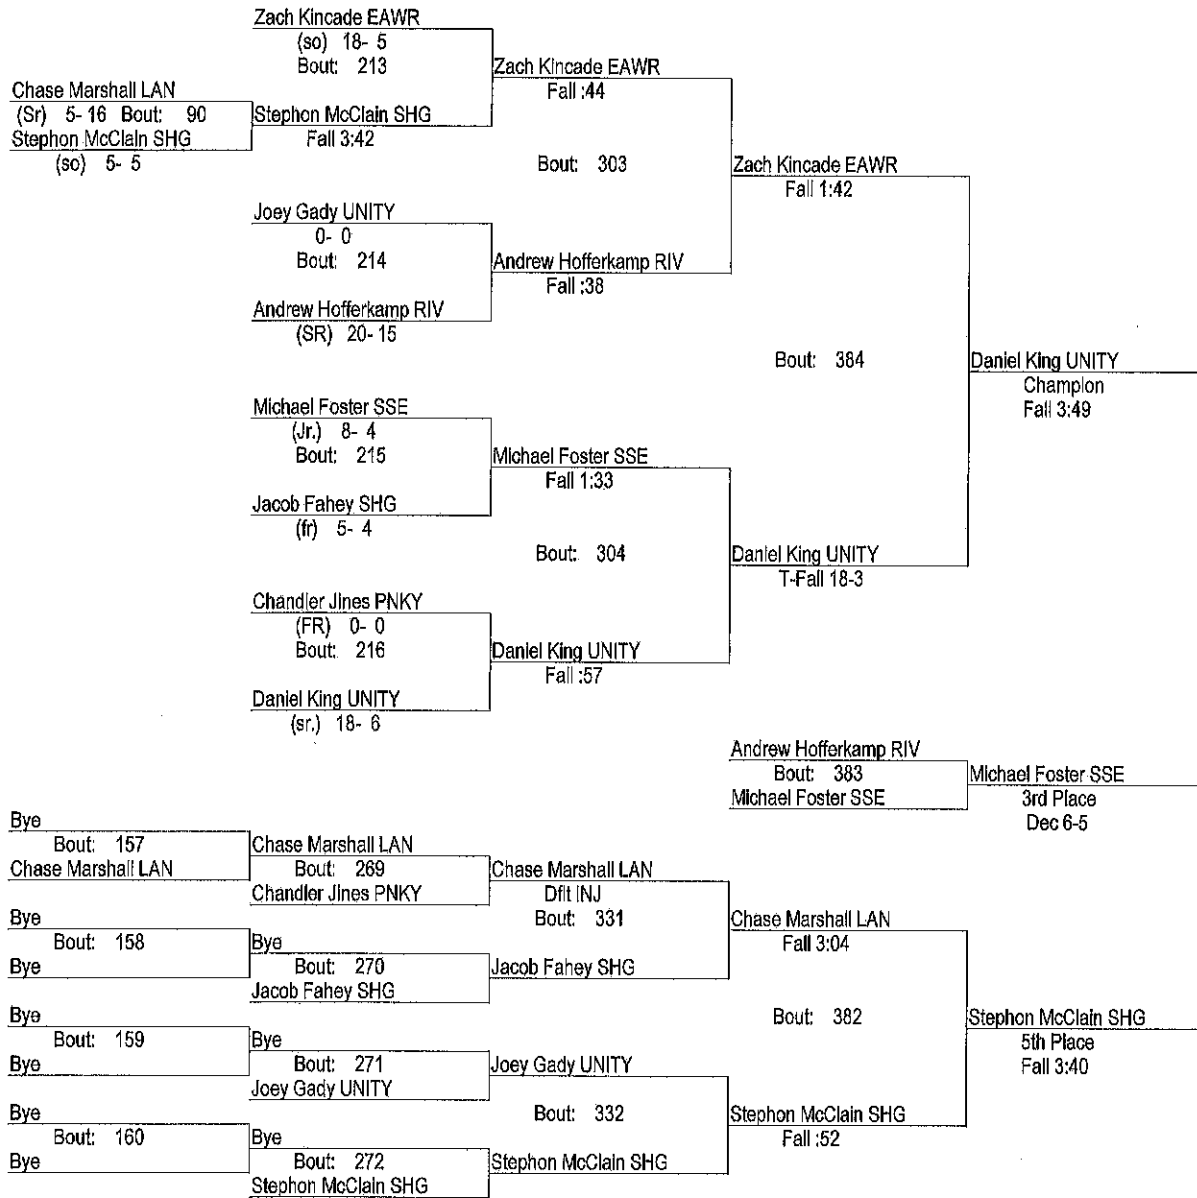 Zach Kincade EAWR
(so) 18- 5
Bout: 213
Zach Kincade EAWR
Fall :44
Chase Marshall LAN
(Sr) 5- 16 Bout: 90
Stephon McClain SHG
Fall 3:42
Stephon McClain SHG
(so) 5- 5
Bout: 303
Zach Kincade EAWR
Fall 1:42
Joey Gady UNITY
0- 0
Bout: 214
Andrew Hofferkamp RIV
Fall :38
Andrew Hofferkamp RIV
(SR) 20- 15
Bout: 384
Daniel King UNITY
Champion
Fall 3:49
Michael Foster SSE
(Jr.) 8- 4
Bout: 215
Michael Foster SSE
Fall 1:33
Jacob Fahey SHG
(fr) 5- 4
Bout: 304
Daniel King UNITY
T-Fall 18-3
Chandler Jines PNKY
(FR) 0- 0
Bout: 216
Daniel King UNITY
Fall :57
Daniel King UNITY
(sr.) 18- 6
Andrew Hofferkamp RIV
Bout: 383
Michael Foster SSE
Michael Foster SSE
3rd Place
Dec 6-5
Bye
Bout: 157
Chase Marshall LAN
Chase Marshall LAN
Bout: 269
Chandler Jines PNKY
Chase Marshall LAN
Dflt INJ
Bout: 331
Bye
Bout: 158
Bye
Bye
Bout: 270
Jacob Fahey SHG
Jacob Fahey SHG
Chase Marshall LAN
Fall 3:04
Bout: 382
Stephon McClain SHG
5th Place
Fall 3:40
Bye
Bout: 159
Bye
Bye
Bout: 271
Joey Gady UNITY
Joey Gady UNITY
Bout: 332
Stephon McClain SHG
Fall :52
Bye
Bout: 160
Bye
Bye
Bout: 272
Stephon McClain SHG
Stephon McClain SHG